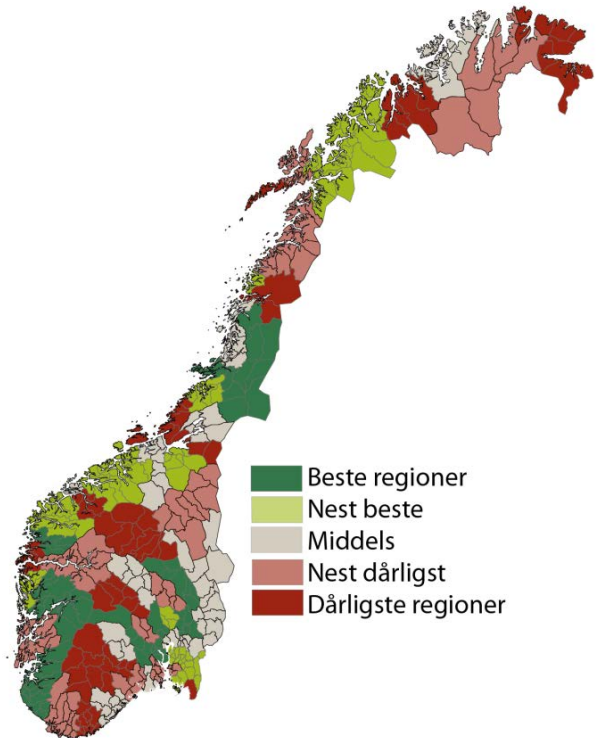 Beste regioner
Nest beste
Middels
Nest dårligst
Dårligste regioner